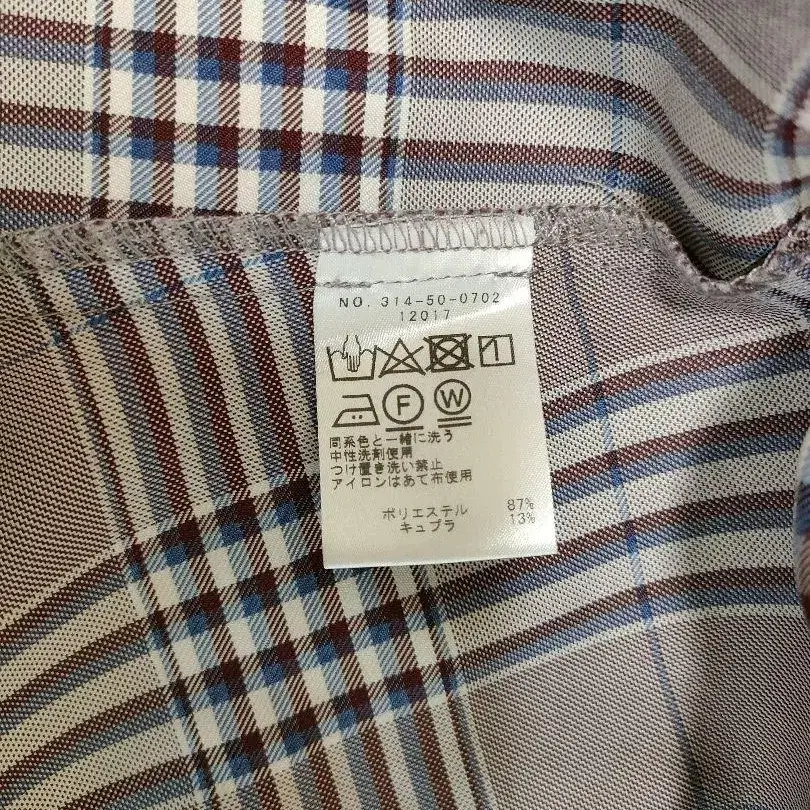 NO. 314-50-0702
12017
F W
同系色と一緒に洗う
中性洗剤使用
つけ置き洗い禁止
アイロンはあて布使用
ポリエステル 87%
キュプラ 13%